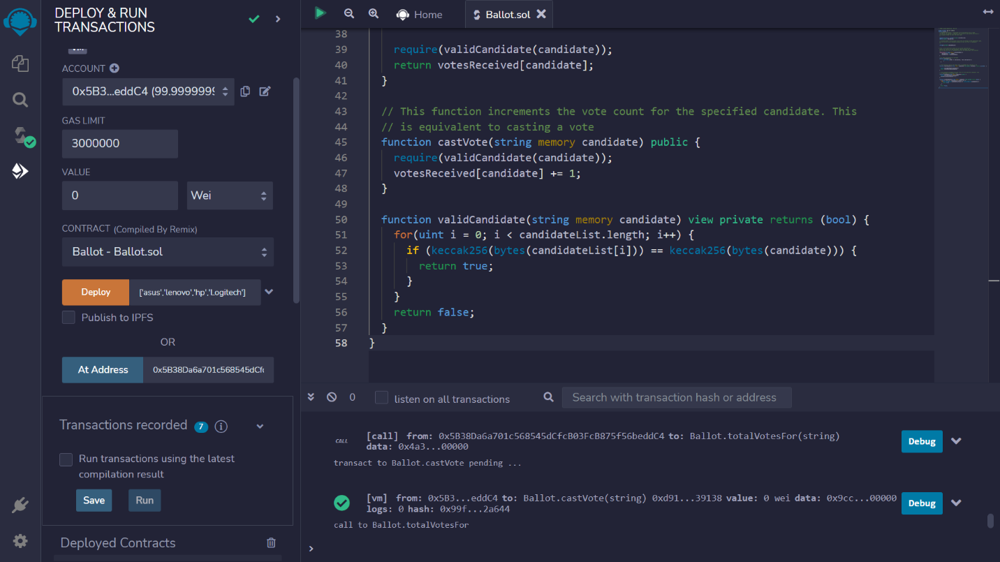 DEPLOY & RUN
TRANSACTIONS
ACCOUNT
0x5B3...eddC4 (99.9999999
GAS LIMIT
3000000
VALUE
0
Wei
CONTRACT (Compiled By Remix)
Ballot - Ballot.sol
Deploy
['asus','lenovo','hp','Logitech']
Publish to IPFS
OR
At Address
0x5B38Da6a701c568545dCf
Transactions recorded 7 i
Run transactions using the latest
compilation result
Save
Run
Deployed Contracts
Home
Ballot.sol
38
39 require(validCandidate(candidate));
40 return votesReceived[candidate];
41 }
42
43 // This function increments the vote count for the specified candidate. This
44 // is equivalent to casting a vote
45 function castVote(string memory candidate) public {
46 require(validCandidate(candidate));
47 votesReceived[candidate] += 1;
48 }
49
50 function validCandidate(string memory candidate) view private returns (bool) {
51 for(uint i = 0; i < candidateList.length; i++) {
52 if (keccak256(bytes(candidateList[i])) == keccak256(bytes(candidate))) {
53 return true;
54 }
55 }
56 return false;
57 }
58 }
0
listen on all transactions
Search with transaction hash or address
CALL
[call] from: 0x5B38Da6a701c568545dCfcB03FcB875f56beddC4 to: Ballot.totalVotesFor(string)
data: 0x4a3...00000
Debug
transact to Ballot.castVote pending ...
[vm] from: 0x5B3...eddC4 to: Ballot.castVote(string) 0xd91...39138 value: 0 wei data: 0x9cc...00000
logs: 0 hash: 0x99f...2a644
Debug
call to Ballot.totalVotesFor
>